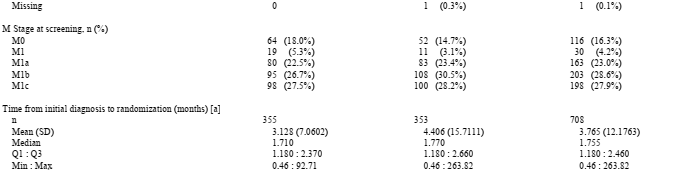 Missing 0 1 (0.3%) 1 (0.1%)
M Stage at screening, n (%)
M0 64 (18.0%) 52 (14.7%) 116 (16.3%)
M1 19 (5.3%) 11 (3.1%) 30 (4.2%)
M1a 80 (22.5%) 83 (23.4%) 163 (23.0%)
M1b 95 (26.7%) 108 (30.5%) 203 (28.6%)
M1c 98 (27.5%) 100 (28.2%) 198 (27.9%)
Time from initial diagnosis to randomization (months) [a]
n 355 353 708
Mean (SD) 3.128 (7.0602) 4.406 (15.7111) 3.765 (12.1763)
Median 1.710 1.770 1.755
Q1 : Q3 1.180 : 2.370 1.180 : 2.660 1.180 : 2.460
Min : Max 0.46 : 92.71 0.46 : 263.82 0.46 : 263.82